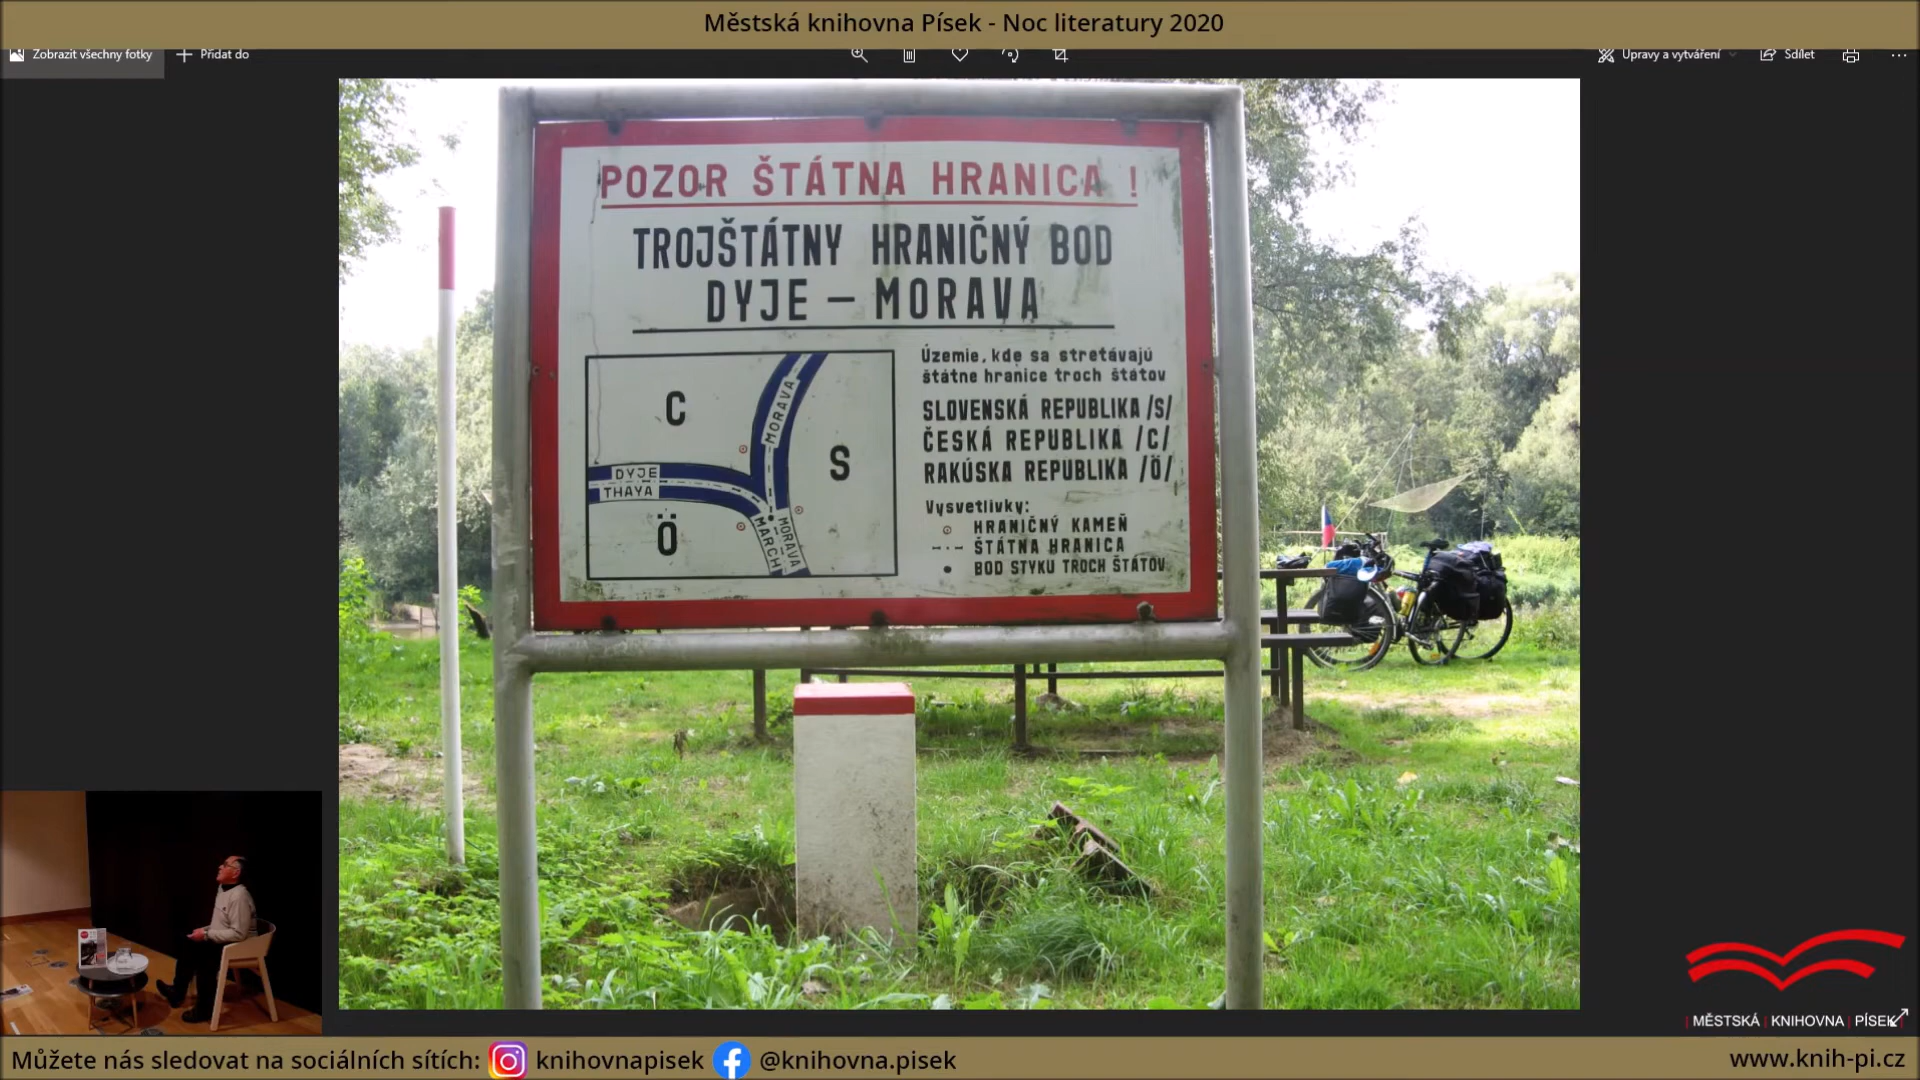 Městská knihovna Písek - Noc literatury 2020
Zobrazit všechny fotky
Přidat do
Upravy a vytváření
Sdílet
POZOR ŠTÁTNA HRANICA !
TROJŠTÁTNY HRANIČNÝ BOD
DYJE – MORAVA
C
MORAVA
S
DYJE
THAYA
Ö
MARCH
MORAVA
Územie, kde sa stretávajú
štátne hranice troch štátov
SLOVENSKÁ REPUBLIKA /S/
ČESKÁ REPUBLIKA /C/
RAKÚSKA REPUBLIKA /Ö/
Vysvetlivky:
HRANIČNÝ KAMEŇ
ŠTÁTNA HRANICA
BOD STYKU TROCH ŠTÁTOV
MĚSTSKÁ | KNIHOVNA | PÍSEK
Můžete nás sledovat na sociálních sítích: knihovnapisek @knihovna.pisek
www.knih-pi.cz